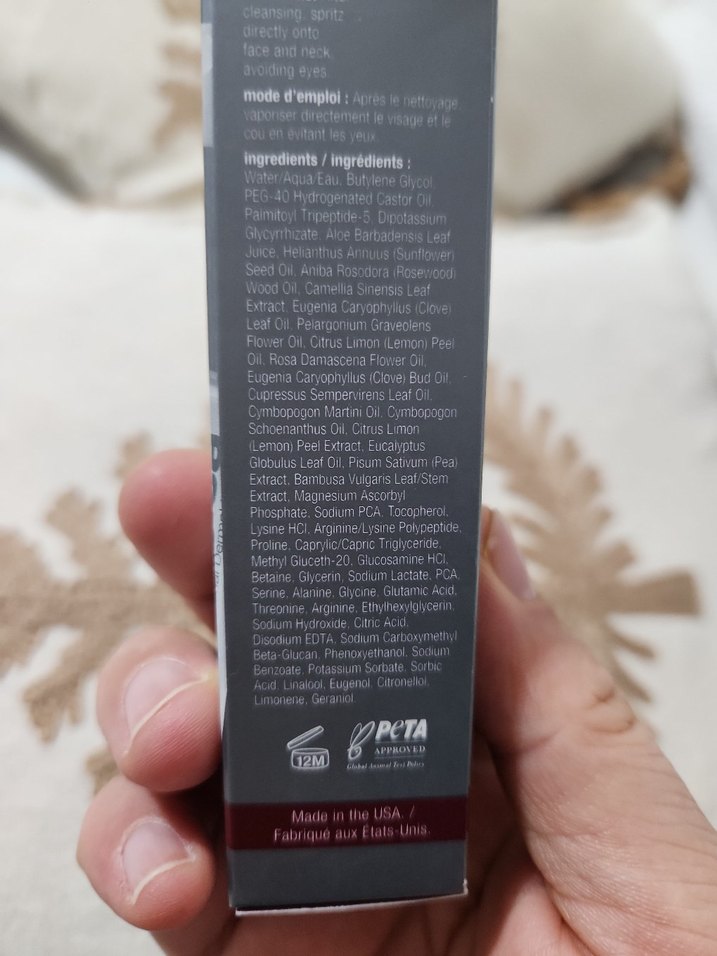 cleansing, spritz
directly onto
face and neck,
avoiding eyes.
mode d'emploi : Après le nettoyage,
vaporiser directement le visage et le
cou en évitant les yeux.
ingredients / ingrédients :
Water/Aqua/Eau, Butylene Glycol,
PEG-40 Hydrogenated Castor Oil,
Palmitoyl Tripeptide-5, Dipotassium
Glycyrrhizate, Aloe Barbadensis Leaf
Juice, Helianthus Annuus (Sunflower)
Seed Oil, Aniba Rosodora (Rosewood)
Wood Oil, Camellia Sinensis Leaf
Extract, Eugenia Caryophyllus (Clove)
Leaf Oil, Pelargonium Graveolens
Flower Oil, Citrus Limon (Lemon) Peel
Oil, Rosa Damascena Flower Oil,
Eugenia Caryophyllus (Clove) Bud Oil,
Cupressus Sempervirens Leaf Oil,
Cymbopogon Martini Oil, Cymbopogon
Schoenanthus Oil, Citrus Limon
(Lemon) Peel Extract, Eucalyptus
Globulus Leaf Oil, Pisum Sativum (Pea)
Extract, Bambusa Vulgaris Leaf/Stem
Extract, Magnesium Ascorbyl
Phosphate, Sodium PCA, Tocopherol,
Lysine HCl, Arginine/Lysine Polypeptide,
Proline, Caprylic/Capric Triglyceride,
Methyl Gluceth-20, Glucosamine HCl,
Betaine, Glycerin, Sodium Lactate, PCA,
Serine, Alanine, Glycine, Glutamic Acid,
Threonine, Arginine, Ethylhexylglycerin,
Sodium Hydroxide, Citric Acid,
Disodium EDTA, Sodium Carboxymethyl
Beta-Glucan, Phenoxyethanol, Sodium
Benzoate, Potassium Sorbate, Sorbic
Acid, Linalool, Eugenol, Citronellol,
Limonene, Geraniol.
12M
PeTA
APPROVED
Global Animal Test Policy
Made in the USA. /
Fabriqué aux États-Unis.